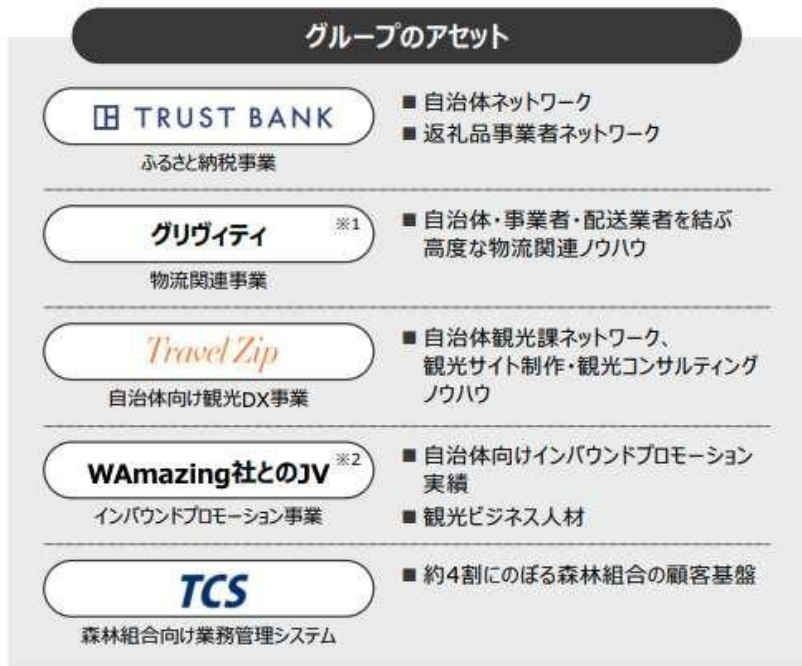 グループのアセット
TRUST BANK
ふるさと納税事業
■ 自治体ネットワーク
■ 返礼品事業者ネットワーク
グリヴィティ ※1
物流関連事業
■ 自治体・事業者・配送業者を結ぶ
高度な物流関連ノウハウ
Travel Zip
自治体向け観光DX事業
■ 自治体観光課ネットワーク、
観光サイト制作・観光コンサルティング
ノウハウ
WAmazing社とのJV ※2
インバウンドプロモーション事業
■ 自治体向けインバウンドプロモーション
実績
■ 観光ビジネス人材
TCS
森林組合向け業務管理システム
■ 約4割にのぼる森林組合の顧客基盤